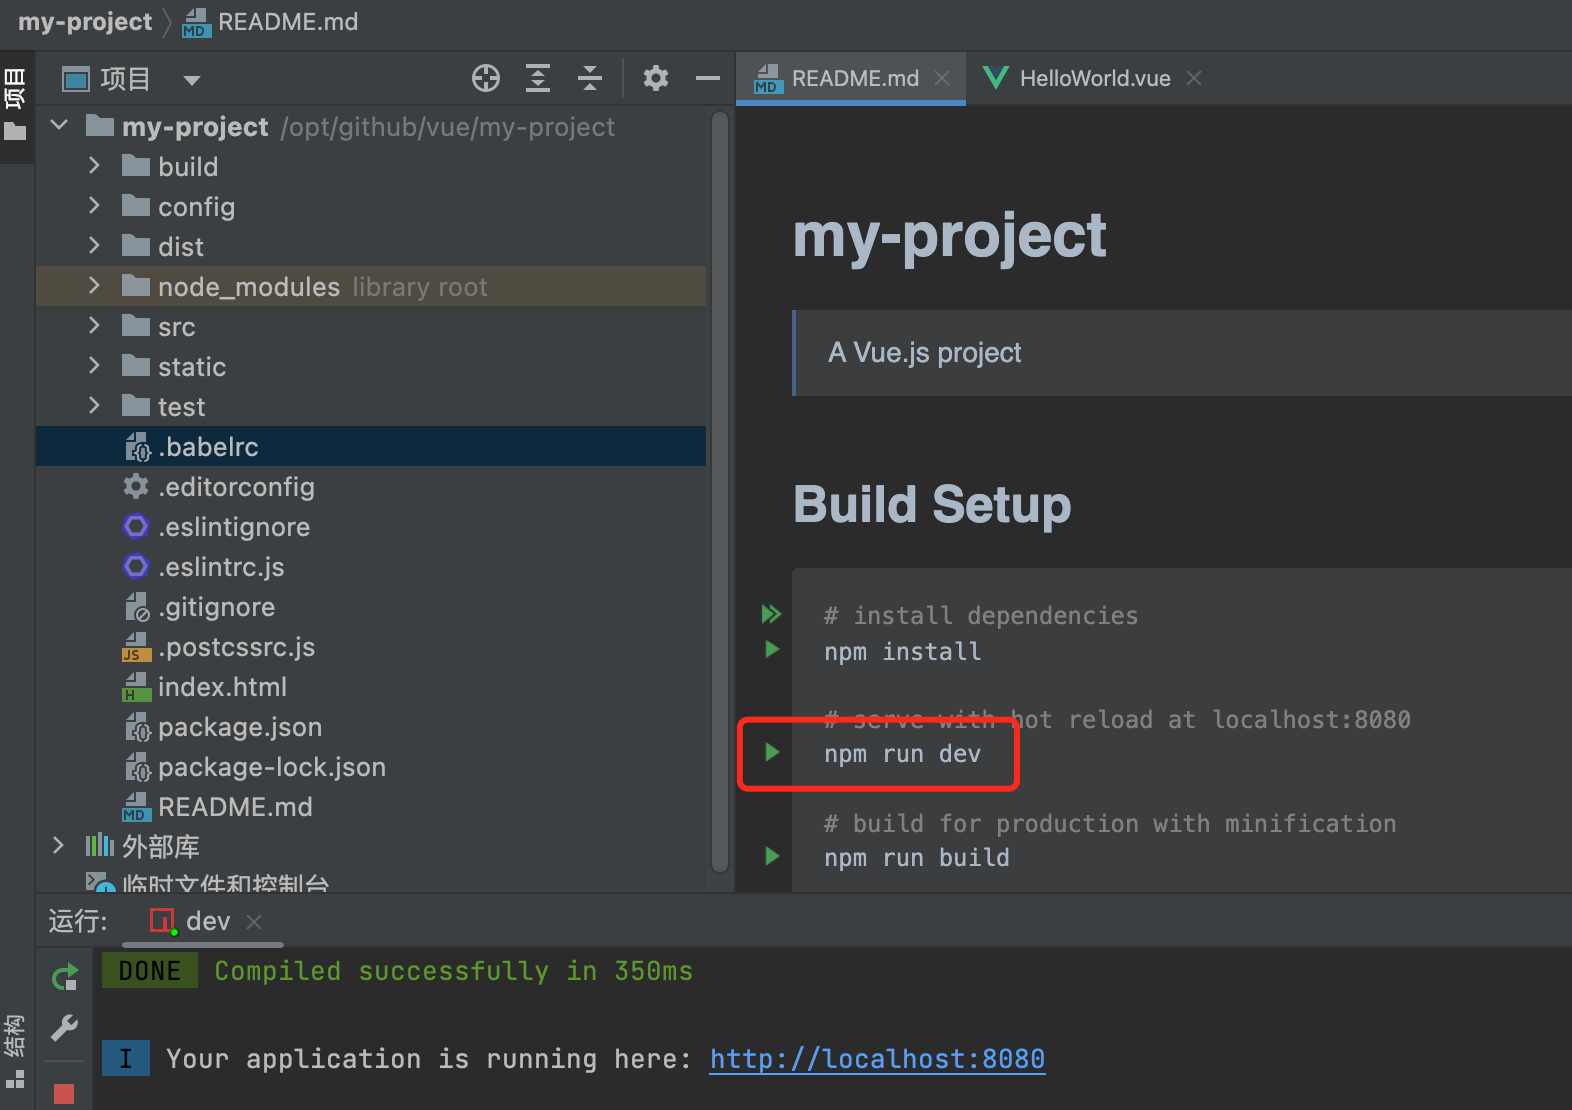 my-project
README.md
项目
项目
my-project /opt/github/vue/my-project
build
config
dist
node_modules library root
src
static
test
.babelrc
.editorconfig
.eslintignore
.eslintrc.js
.gitignore
.postcssrc.js
index.html
package.json
package-lock.json
README.md
外部库
临时文件和控制台
README.md
HelloWorld.vue
my-project
A Vue.js project
Build Setup
# install dependencies
npm install
# serve with hot reload at localhost:8080
npm run dev
# build for production with minification
npm run build
运行:
dev
结构
DONE Compiled successfully in 350ms
I Your application is running here: http://localhost:8080